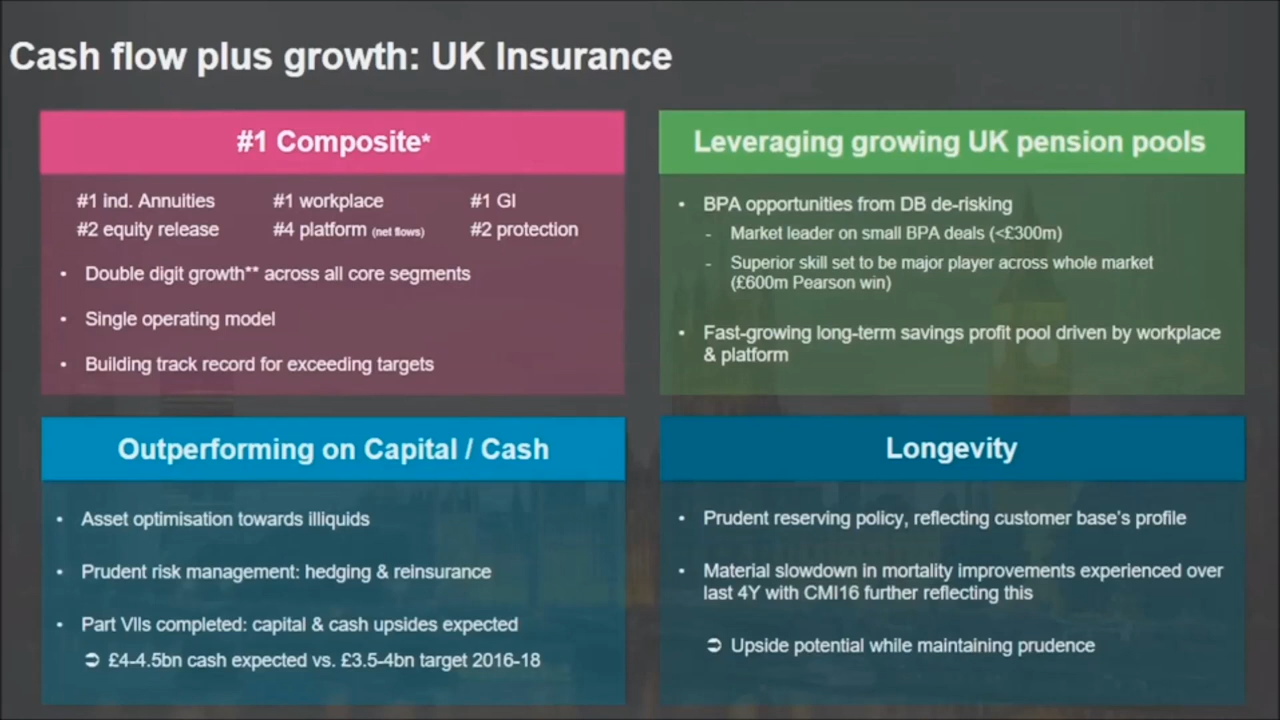 Cash flow plus growth: UK Insurance
#1 Composite*
#1 ind. Annuities #1 workplace #1 GI
#2 equity release #4 platform (net flows) #2 protection
• Double digit growth** across all core segments
• Single operating model
• Building track record for exceeding targets
Leveraging growing UK pension pools
• BPA opportunities from DB de-risking
- Market leader on small BPA deals (<£300m)
- Superior skill set to be major player across whole market
(£600m Pearson win)
• Fast-growing long-term savings profit pool driven by workplace
& platform
Outperforming on Capital / Cash
• Asset optimisation towards illiquids
• Prudent risk management: hedging & reinsurance
• Part VIIs completed: capital & cash upsides expected
➲ £4-4.5bn cash expected vs. £3.5-4bn target 2016-18
Longevity
• Prudent reserving policy, reflecting customer base's profile
• Material slowdown in mortality improvements experienced over
last 4Y with CMI16 further reflecting this
➲ Upside potential while maintaining prudence